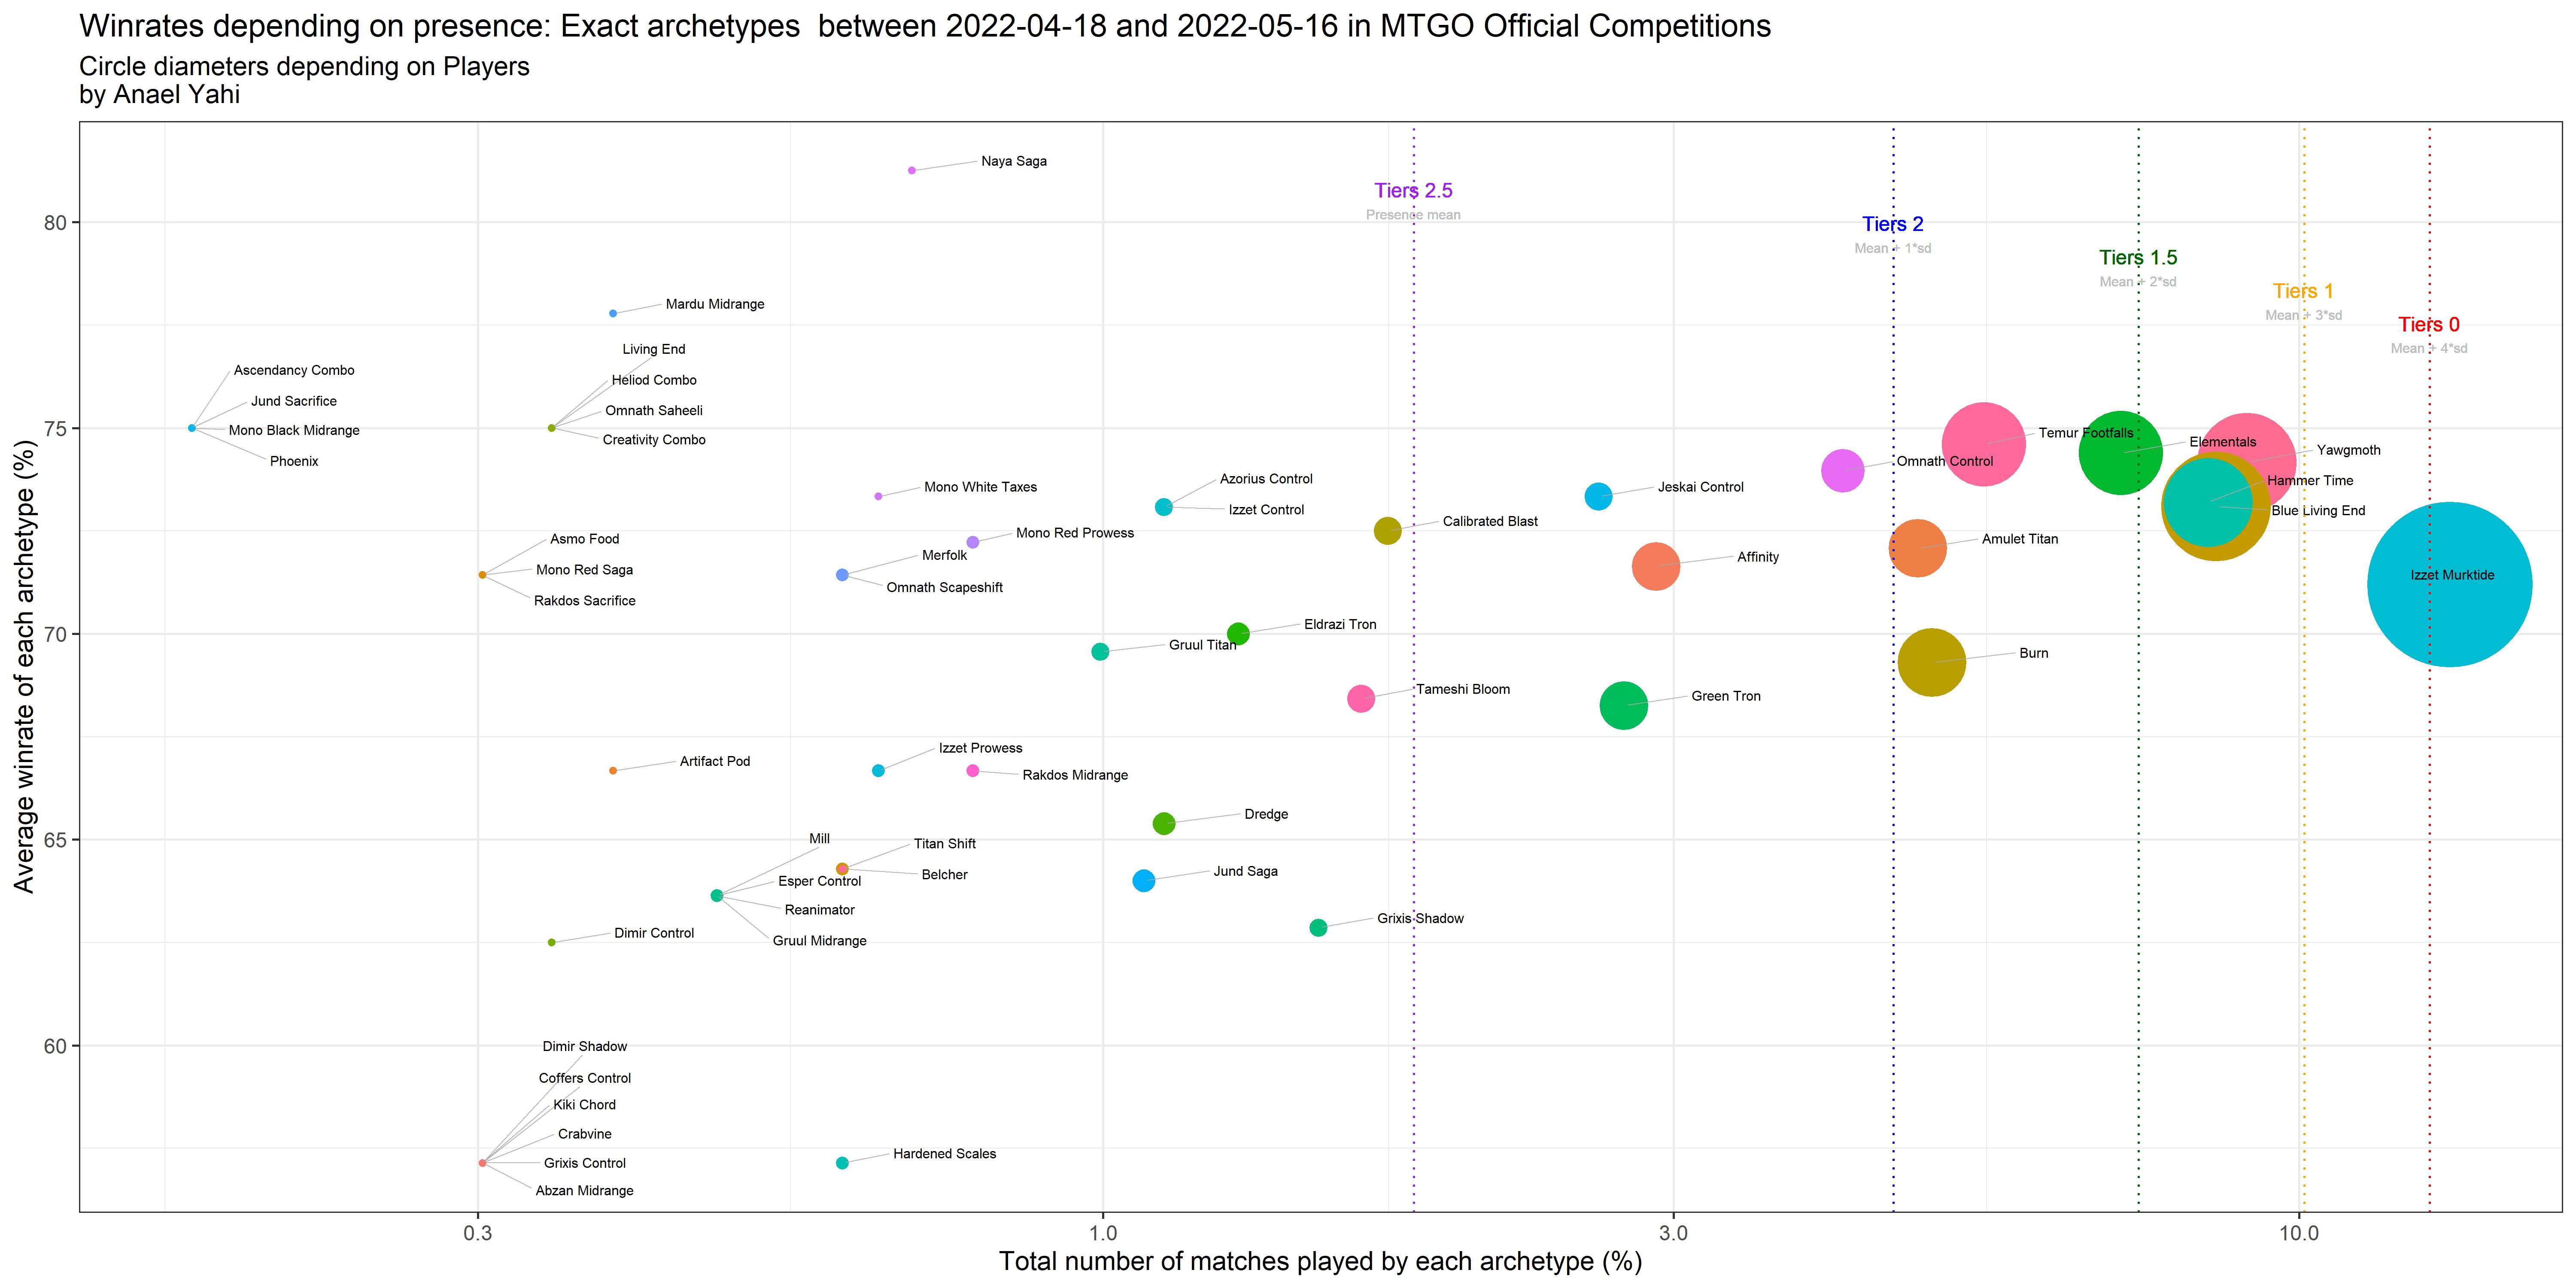 Winrates depending on presence: Exact archetypes  between 2022-04-18 and 2022-05-16 in MTGO Official Competitions
Circle diameters depending on Players
by Anael Yahi
Average winrate of each archetype (%)
80
75
70
65
60
Naya Saga
Tiers 2.5
Presence mean
Tiers 2
Mean + 1*sd
Tiers 1.5
Mean + 2*sd
Tiers 1
Mean + 3*sd
Tiers 0
Mean + 4*sd
Mardu Midrange
Living End
Heliod Combo
Omnath Saheeli
Creativity Combo
Ascendancy Combo
Jund Sacrifice
Mono Black Midrange
Phoenix
Temur Footfalls
Elementals
Yawgmoth
Omnath Control
Hammer Time
Blue Living End
Mono White Taxes
Azorius Control
Izzet Control
Jeskai Control
Calibrated Blast
Mono Red Prowess
Asmo Food
Mono Red Saga
Rakdos Sacrifice
Merfolk
Omnath Scapeshift
Affinity
Amulet Titan
Izzet Murktide
Eldrazi Tron
Gruul Titan
Burn
Tameshi Bloom
Green Tron
Artifact Pod
Izzet Prowess
Rakdos Midrange
Dredge
Mill
Titan Shift
Belcher
Esper Control
Reanimator
Gruul Midrange
Jund Saga
Grixis Shadow
Dimir Control
Dimir Shadow
Coffers Control
Kiki Chord
Crabvine
Grixis Control
Abzan Midrange
Hardened Scales
0.3
1.0
3.0
10.0
Total number of matches played by each archetype (%)